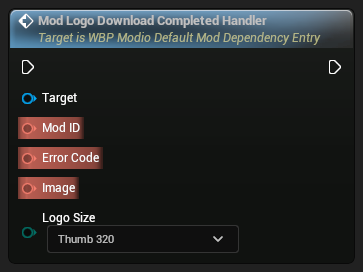 Mod Logo Download Completed Handler
Target is WBP Modio Default Mod Dependency Entry
Target
Mod ID
Error Code
Image
Logo Size
Thumb 320